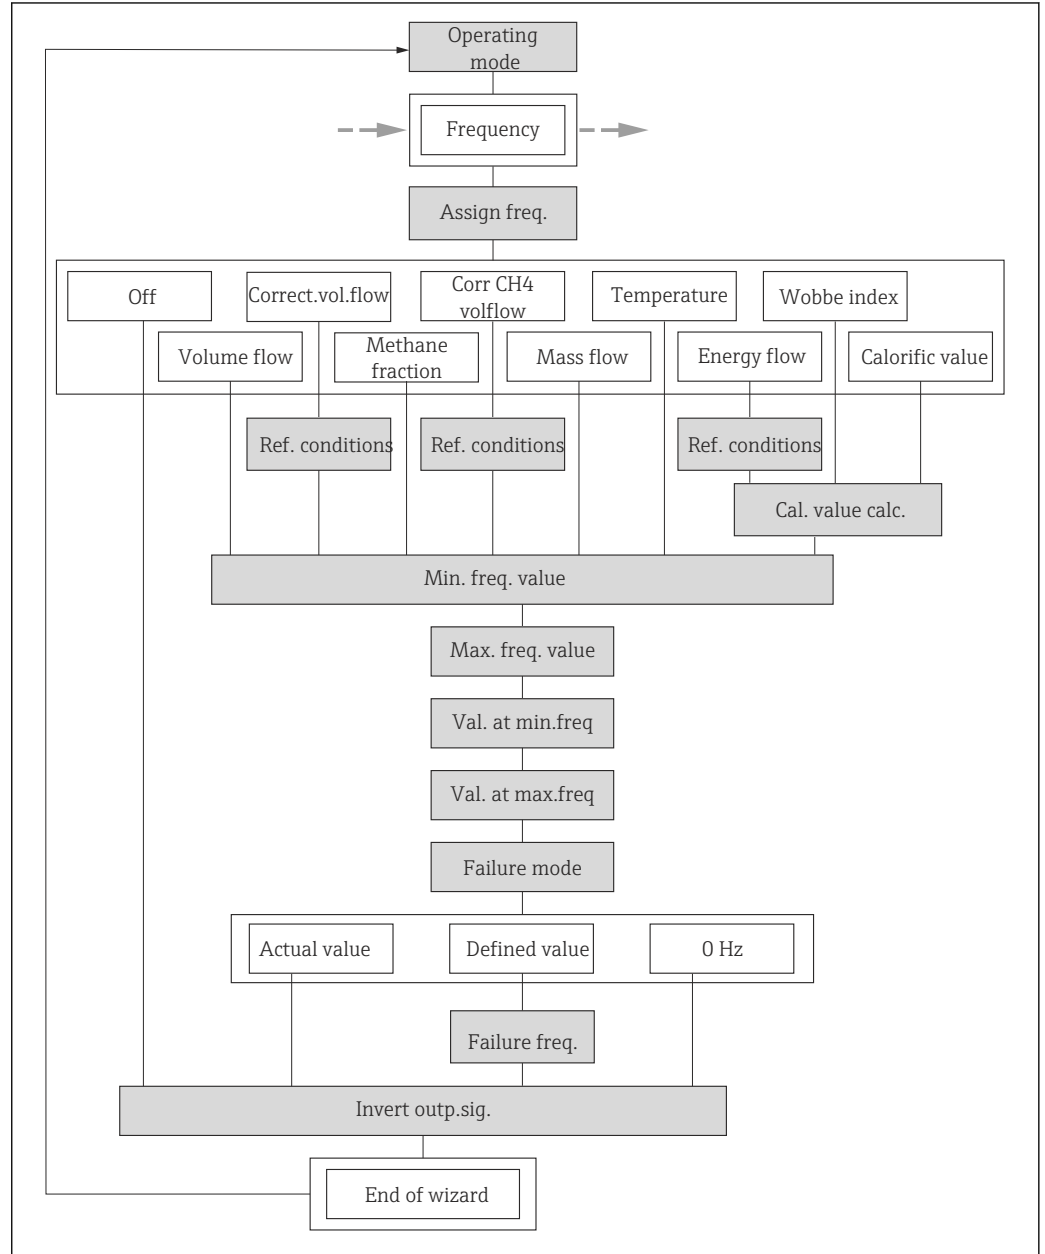 Operating
mode
Frequency
Assign freq.
Off
Correct.vol.flow
Corr CH4
volflow
Temperature
Wobbe index
Volume flow
Methane
fraction
Mass flow
Energy flow
Calorific value
Ref. conditions
Ref. conditions
Ref. conditions
Cal. value calc.
Min. freq. value
Max. freq. value
Val. at min.freq
Val. at max.freq
Failure mode
Actual value
Defined value
0 Hz
Failure freq.
Invert outp.sig.
End of wizard